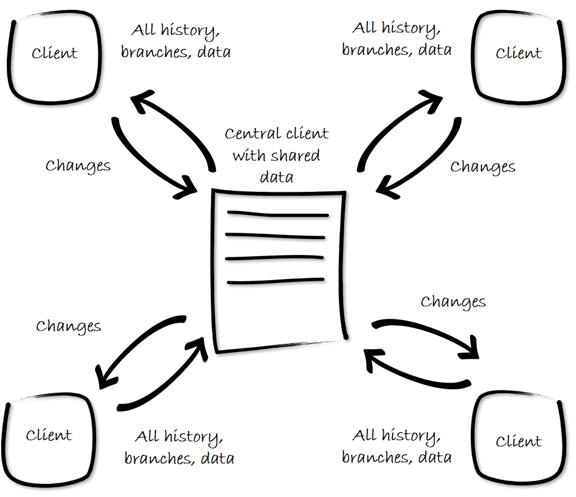 Client
All history,
branches, data
All history,
branches, data
Client
Changes
Central client
with shared
data
Changes
Changes
Changes
Client
All history,
branches, data
All history,
branches, data
Client